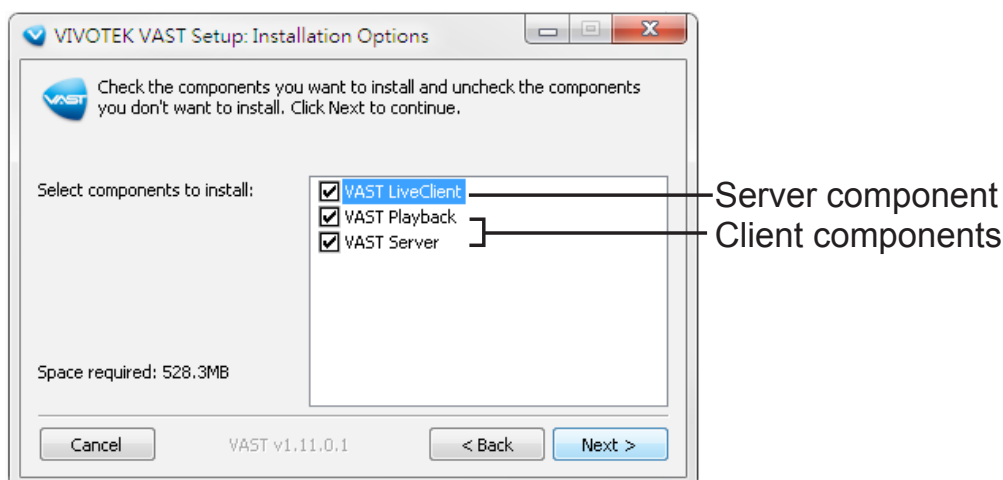 VIVOTEK VAST Setup: Installation Options
VAST
Check the components you want to install and uncheck the components
you don't want to install. Click Next to continue.
Select components to install:
VAST LiveClient
VAST Playback
VAST Server
Server component
Client components
Space required: 528.3MB
Cancel
VAST v1.11.0.1
< Back
Next >